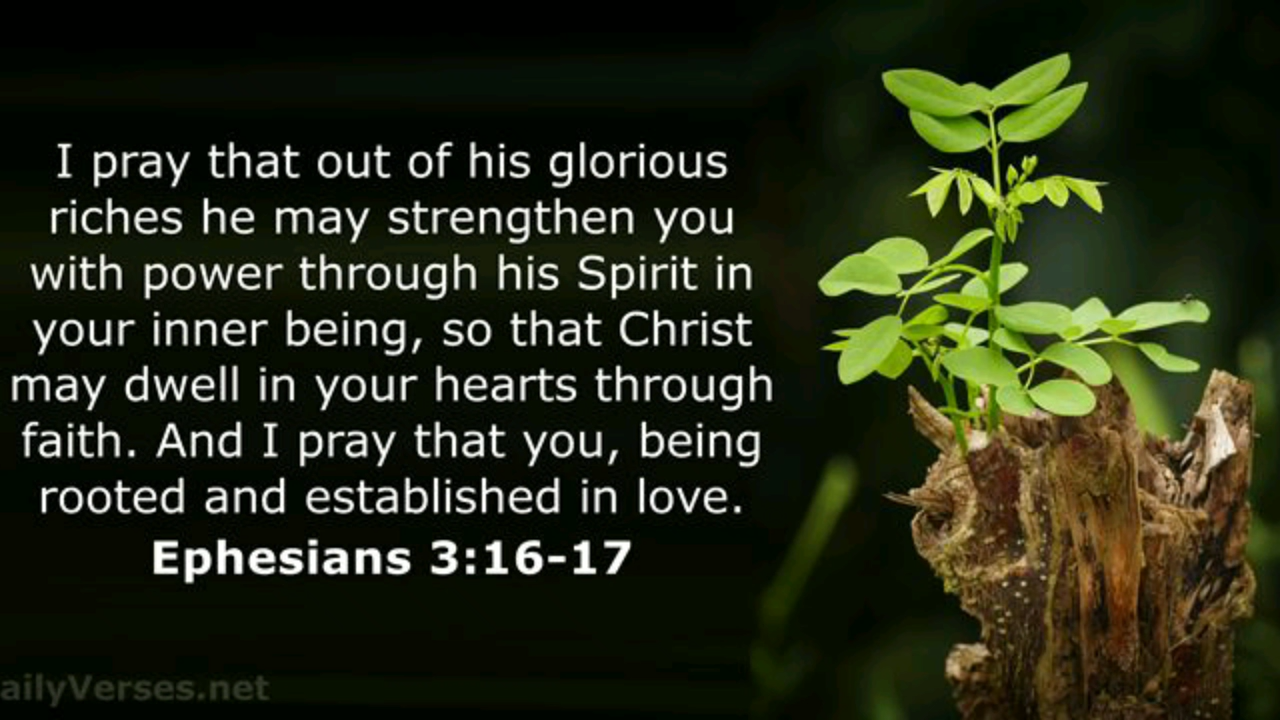 I pray that out of his glorious
riches he may strengthen you
with power through his Spirit in
your inner being, so that Christ
may dwell in your hearts through
faith. And I pray that you, being
rooted and established in love.
Ephesians 3:16-17
ailyVerses.net